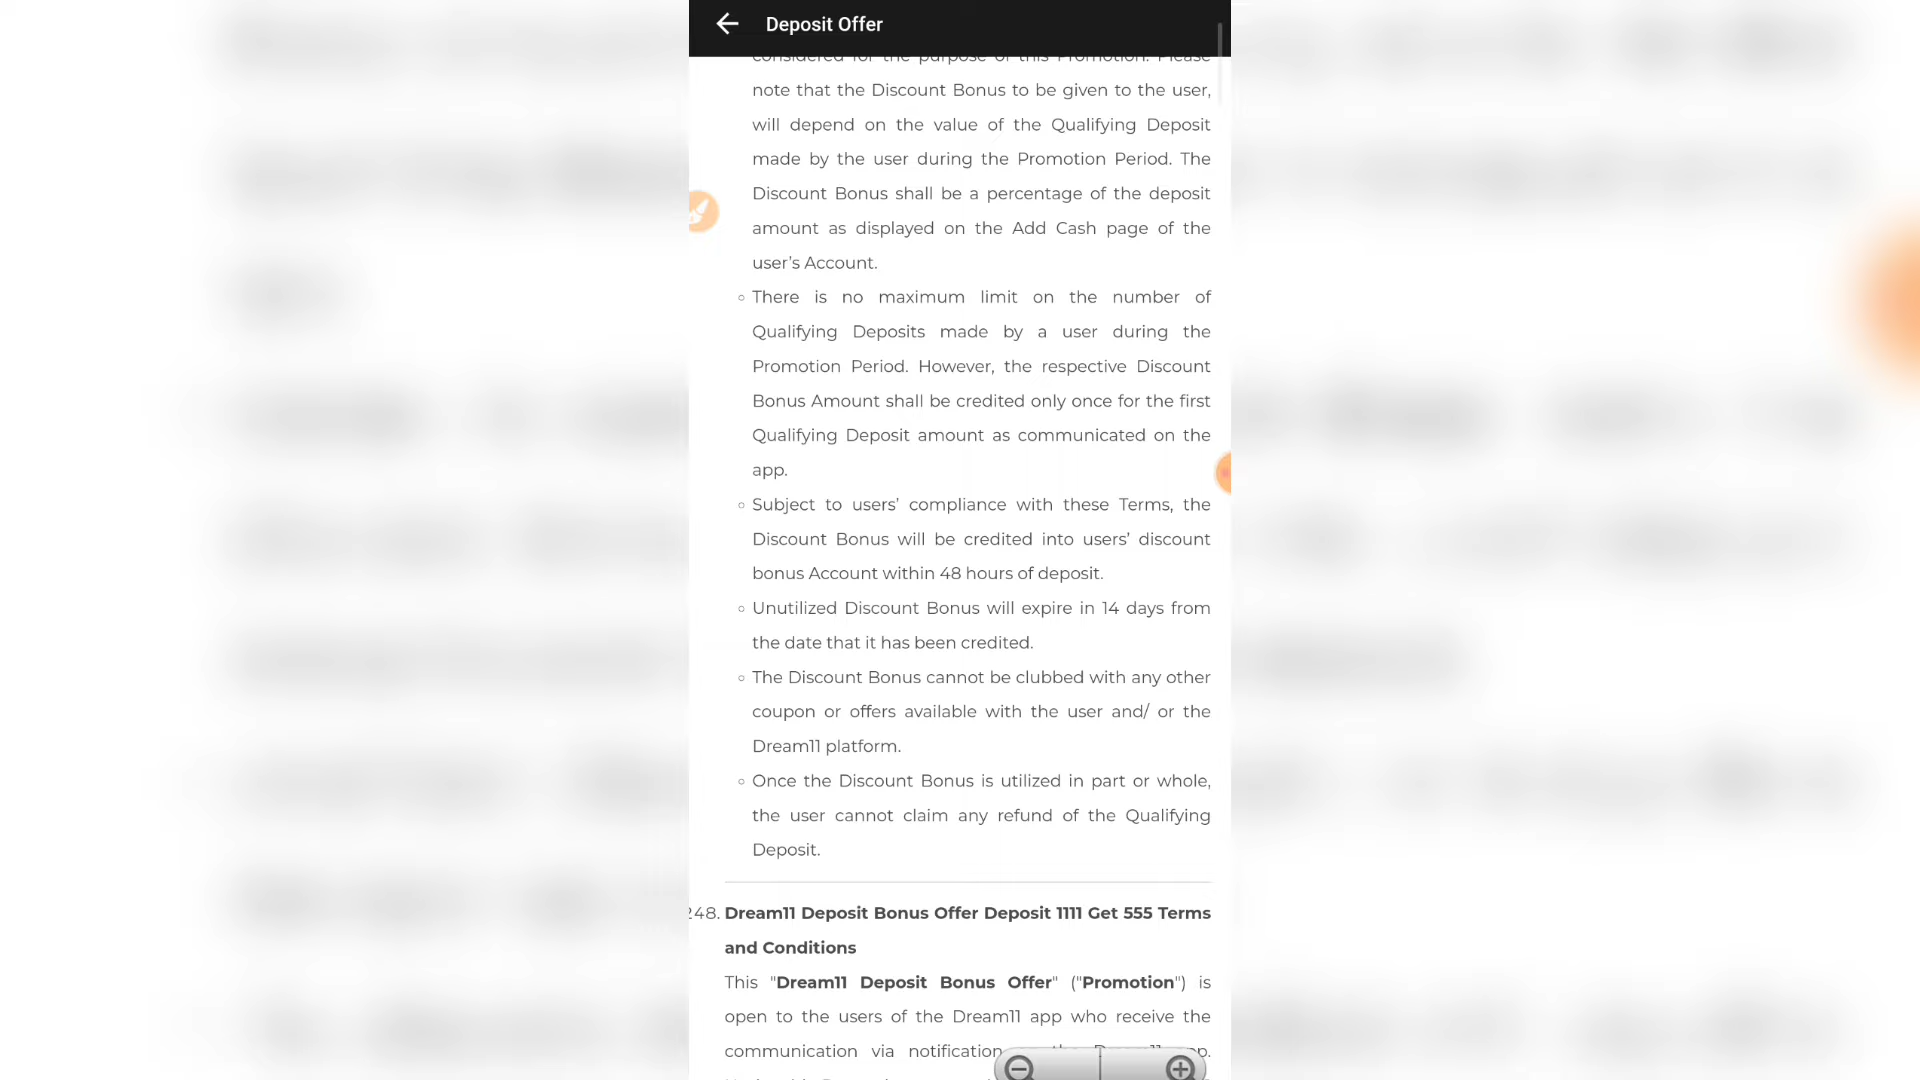 Deposit Offer
considered for the purpose of this Promotion. Please
note that the Discount Bonus to be given to the user,
will depend on the value of the Qualifying Deposit
made by the user during the Promotion Period. The
Discount Bonus shall be a percentage of the deposit
amount as displayed on the Add Cash page of the
user's Account.
There is no maximum limit on the number of
Qualifying Deposits made by a user during the
Promotion Period. However, the respective Discount
Bonus Amount shall be credited only once for the first
Qualifying Deposit amount as communicated on the
app.
Subject to users' compliance with these Terms, the
Discount Bonus will be credited into users' discount
bonus Account within 48 hours of deposit.
Unutilized Discount Bonus will expire in 14 days from
the date that it has been credited.
The Discount Bonus cannot be clubbed with any other
coupon or offers available with the user and/ or the
Dream11 platform.
Once the Discount Bonus is utilized in part or whole,
the user cannot claim any refund of the Qualifying
Deposit.
248. Dream11 Deposit Bonus Offer Deposit 1111 Get 555 Terms
and Conditions
This "Dream11 Deposit Bonus Offer" ("Promotion") is
open to the users of the Dream11 app who receive the
communication via notification